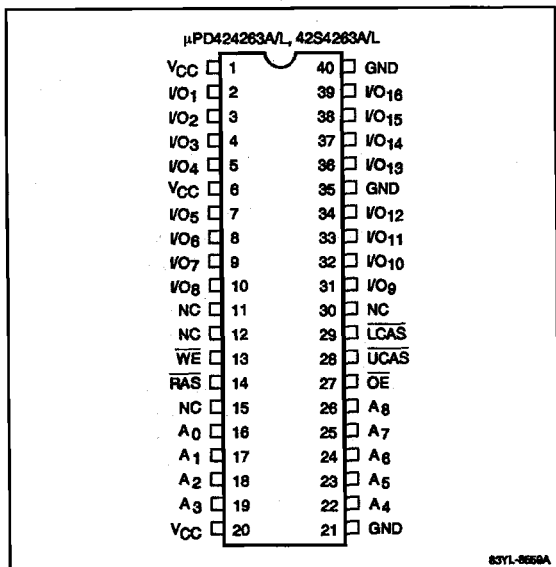 μPD424263A/L, 42S4263A/L
VCC 1 40 GND
I/O1 2 39 I/O16
I/O2 3 38 I/O15
I/O3 4 37 I/O14
I/O4 5 36 I/O13
VCC 6 35 GND
I/O5 7 34 I/O12
I/O6 8 33 I/O11
I/O7 9 32 I/O10
I/O8 10 31 I/O9
NC 11 30 NC
NC 12 29 LCAS
WE 13 28 UCAS
RAS 14 27 OE
NC 15 26 A8
A0 16 25 A7
A1 17 24 A6
A2 18 23 A5
A3 19 22 A4
VCC 20 21 GND